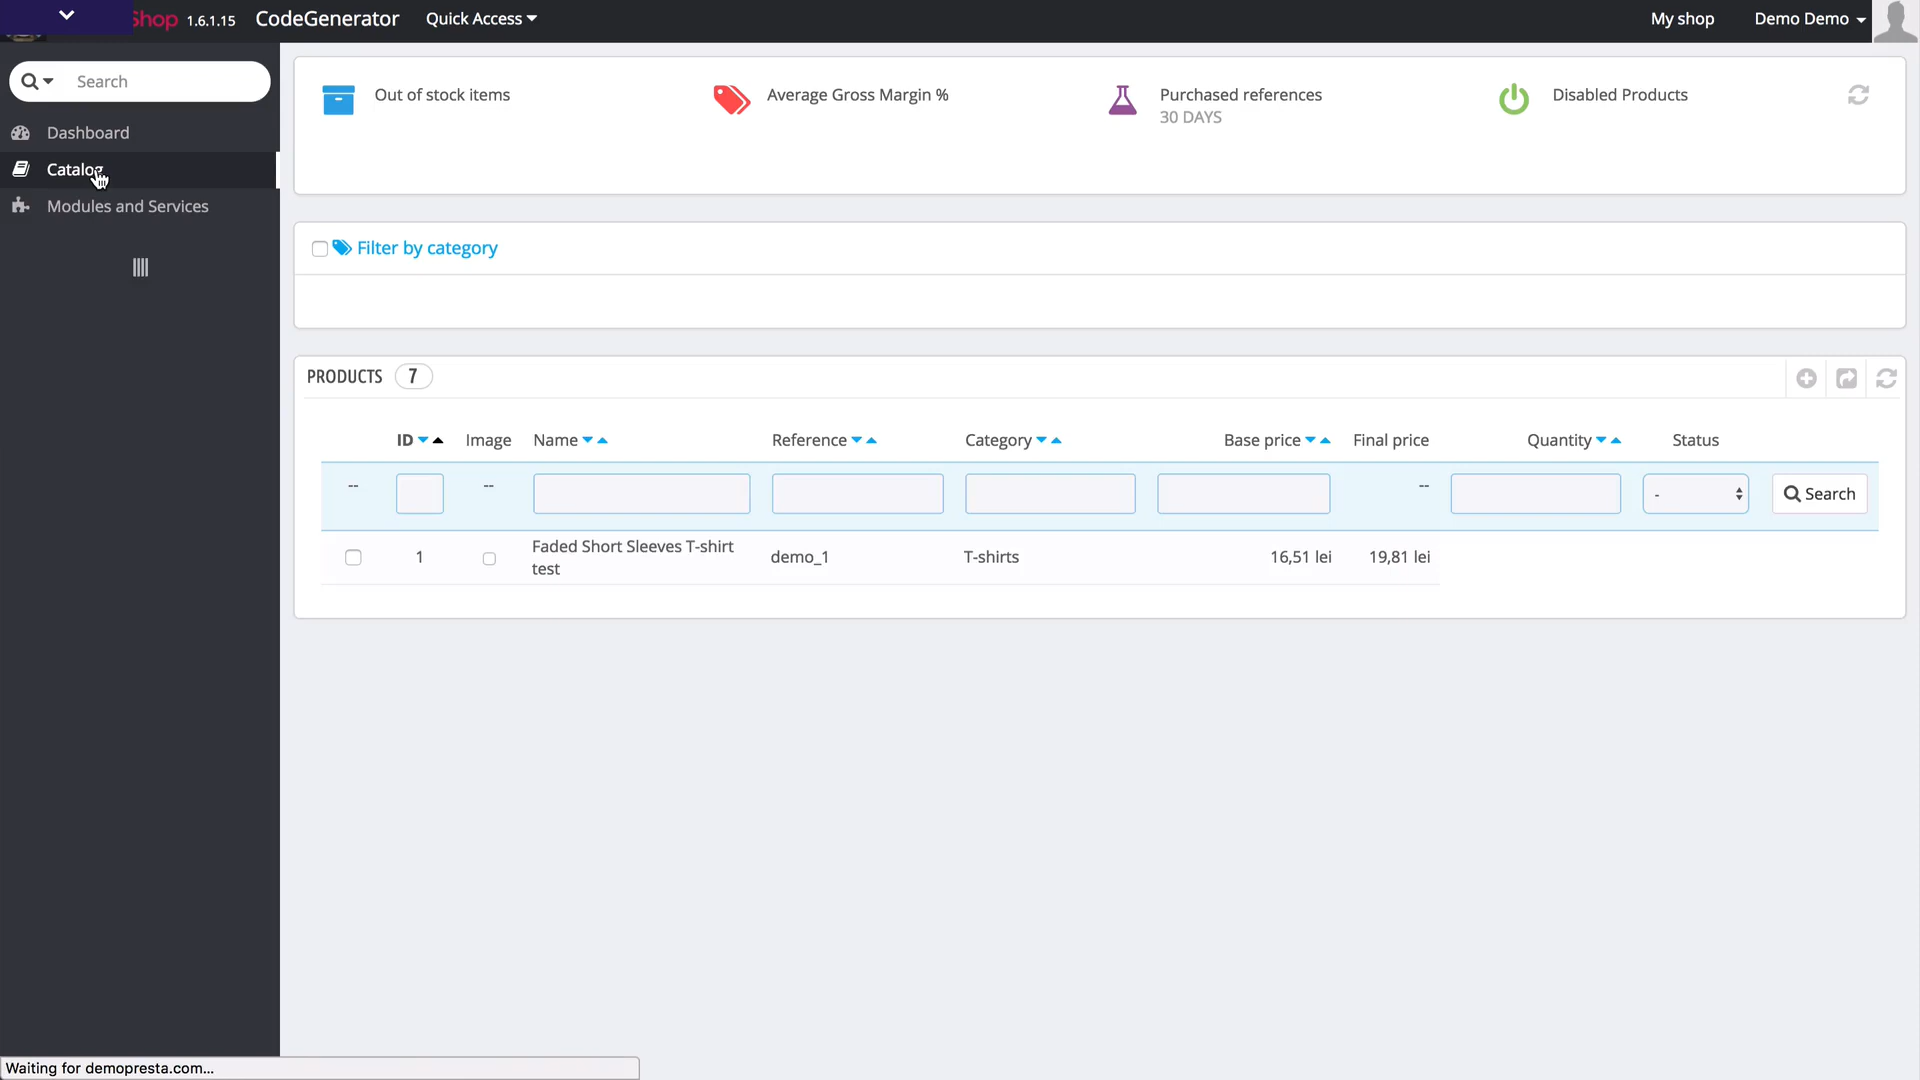 Shop 1.6.1.15 CodeGenerator Quick Access My shop Demo Demo
Search
Dashboard
Catalog
Modules and Services
Out of stock items
Average Gross Margin %
Purchased references
30 DAYS
Disabled Products
Filter by category
PRODUCTS 7
ID Image Name Reference Category Base price Final price Quantity Status
-- -- -- - Search
1 Faded Short Sleeves T-shirt test demo_1 T-shirts 16,51 lei 19,81 lei
Waiting for demopresta.com...